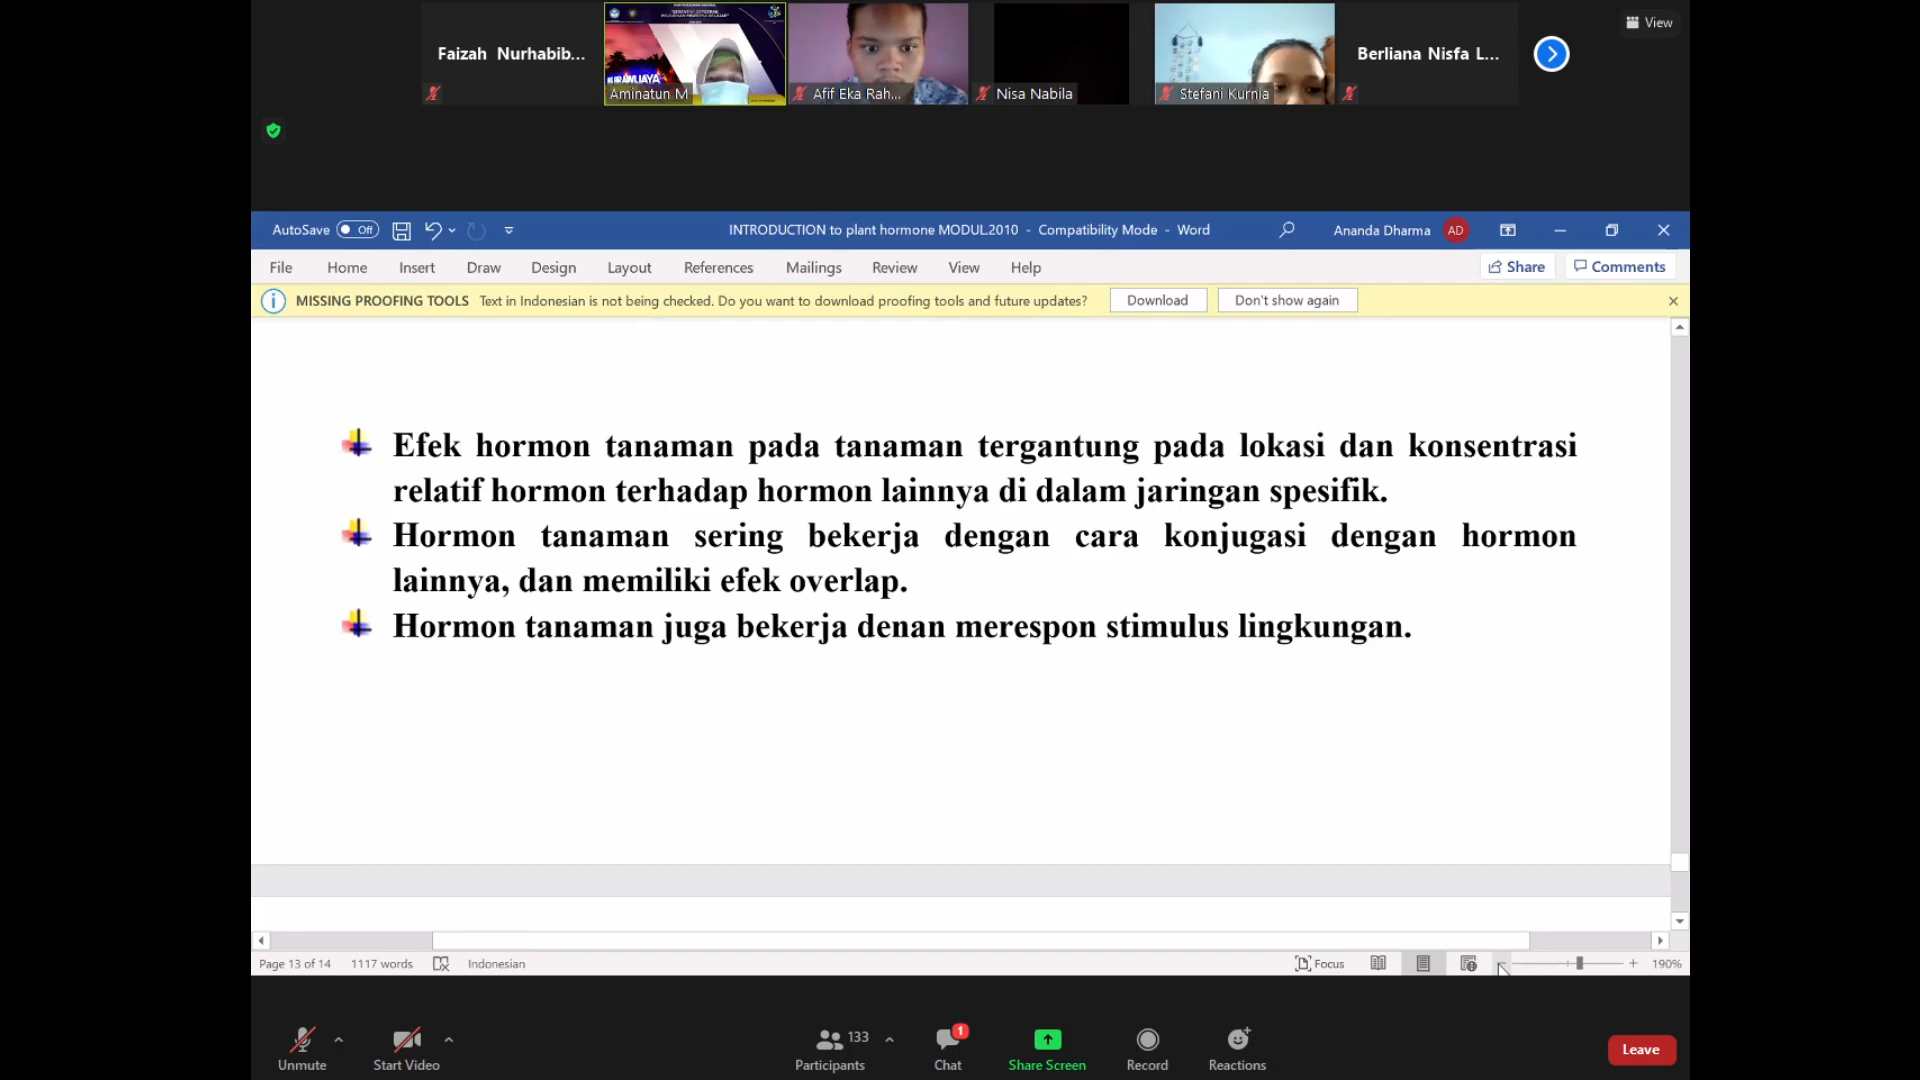 Faizah Nurhabib...
Aminatun M
Afif Eka Rah...
Nisa Nabila
Stefani Kurnia
Berliana Nisfa L...
View
AutoSave Off
INTRODUCTION to plant hormone MODUL.2010 - Compatibility Mode - Word
Ananda Dharma AD
File Home Insert Draw Design Layout References Mailings Review View Help Share Comments
MISSING PROOFING TOOLS Text in Indonesian is not being checked. Do you want to download proofing tools and future updates? Download Don't show again
Efek hormon tanaman pada tanaman tergantung pada lokasi dan konsentrasi
relatif hormon terhadap hormon lainnya di dalam jaringan spesifik.
Hormon tanaman sering bekerja dengan cara konjugasi dengan hormon
lainnya, dan memiliki efek overlap.
Hormon tanaman juga bekerja denan merespon stimulus lingkungan.
Page 13 of 14 1117 words Indonesian Focus 190%
133
1
Unmute Start Video Participants Chat Share Screen Record Reactions Leave